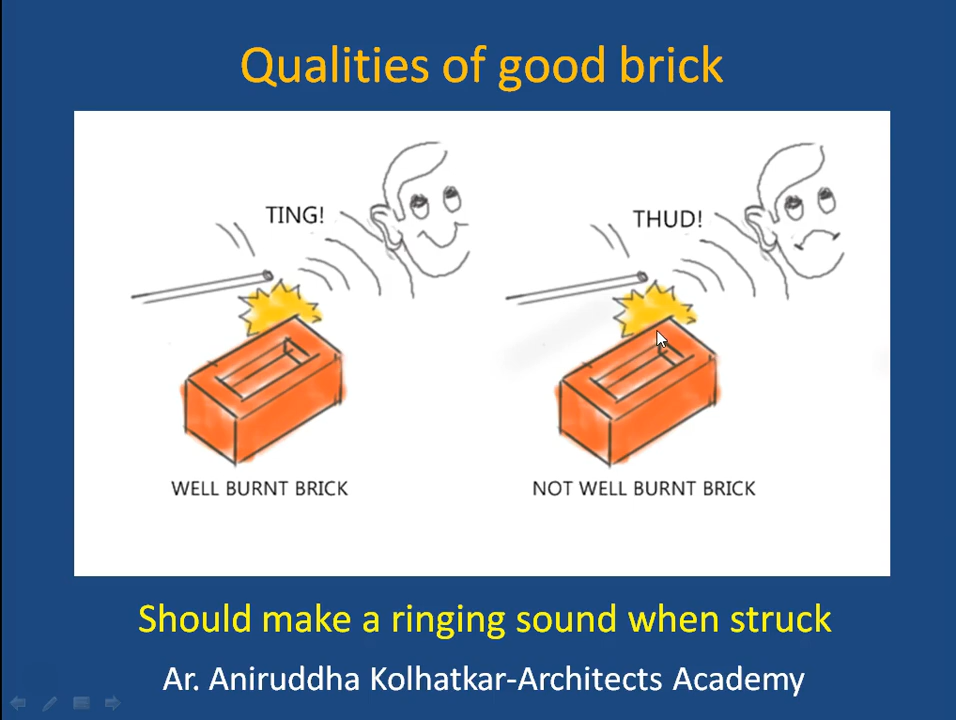 Qualities of good brick
TING!
THUD!
WELL BURNT BRICK
NOT WELL BURNT BRICK
Should make a ringing sound when struck
Ar. Aniruddha Kolhatkar-Architects Academy